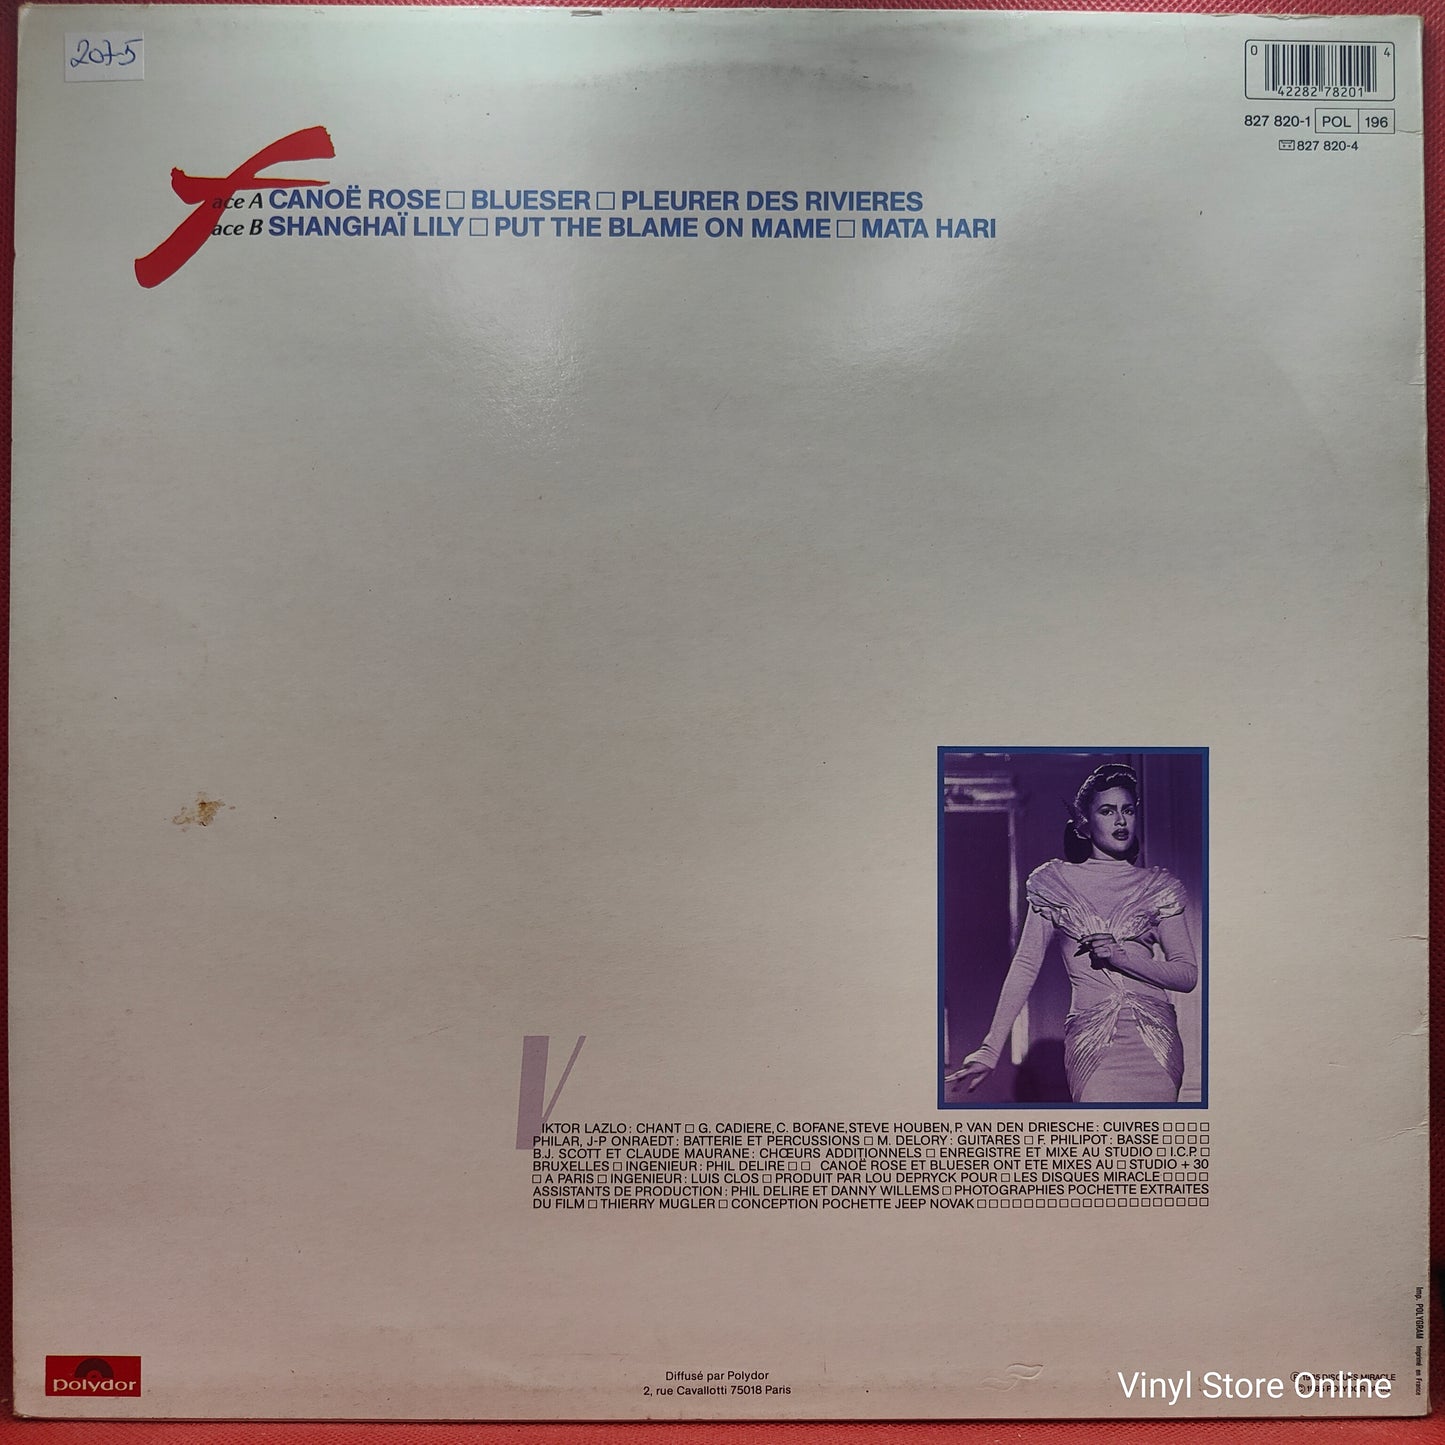 2075
0 42282 78201 4
827 820-1 POL 196
827 820-4
Face A CANOË ROSE □ BLUESER □ PLEURER DES RIVIERES
Face B SHANGHAÏ LILY □ PUT THE BLAME ON MAME □ MATA HARI
VIKTOR LAZLO : CHANT □ G. CADIERE, C. BOFANE, STEVE HOUBEN, P. VAN DEN DRIESCHE : CUIVRES □□□□
PHILAR, J-P ONRAEDT : BATTERIE ET PERCUSSIONS □ M. DELORY : GUITARES □ F. PHILIPOT : BASSE □□□□
B.J. SCOTT ET CLAUDE MAURANE : CHŒURS ADDITIONNELS □ ENREGISTRE ET MIXE AU STUDIO □ I.C.P. □
BRUXELLES □ INGENIEUR : PHIL DELIRE □□ CANOË ROSE ET BLUESER ONT ETE MIXES AU □ STUDIO + 30
□ A PARIS □ INGENIEUR : LUIS CLOS □ PRODUIT PAR LOU DEPRYCK POUR □ LES DISQUES MIRACLE □□□□
ASSISTANTS DE PRODUCTION : PHIL DELIRE ET DANNY WILLEMS □ PHOTOGRAPHIES POCHETTE EXTRAITES
DU FILM □ THIERRY MUGLER □ CONCEPTION POCHETTE JEEP NOVAK □□□□□□□□□□□□□□□□□□□□
Imp. POLYGRAM Imprimé en France
polydor
Diffusé par Polydor
2, rue Cavallotti 75018 Paris
℗ 1985 DISQUES MIRACLE
Vinyl Store Online